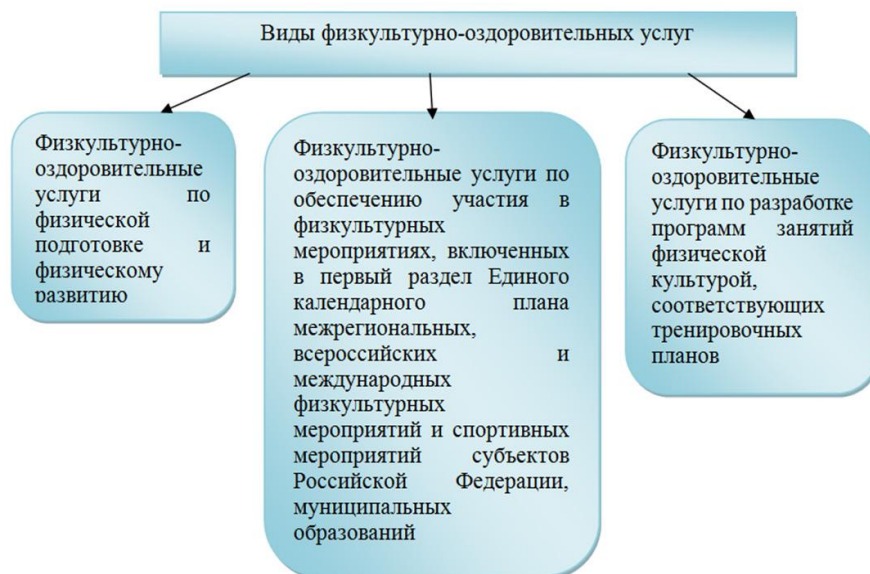 Виды физкультурно-оздоровительных услуг
Физкультурно-
оздоровительные
услуги по
физической
подготовке и
физическому
развитию
Физкультурно-
оздоровительные услуги по
обеспечению участия в
физкультурных
мероприятиях, включенных
в первый раздел Единого
календарного плана
межрегиональных,
всероссийских и
международных
физкультурных
мероприятий и спортивных
мероприятий субъектов
Российской Федерации,
муниципальных
образований
Физкультурно-
оздоровительные
услуги по разработке
программ занятий
физической
культурой,
соответствующих
тренировочных
планов